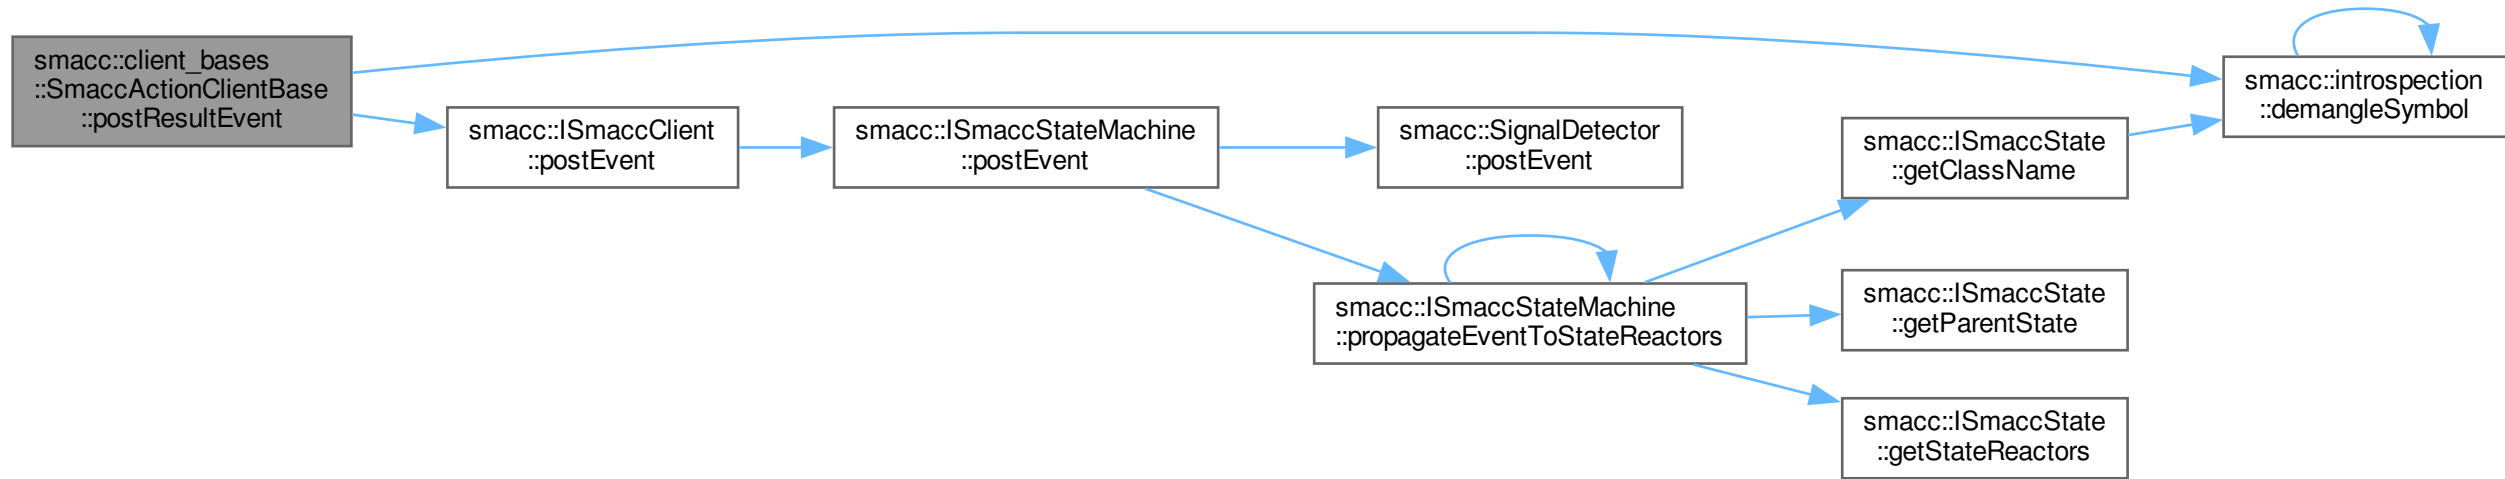 smacc::client_bases
::SmaccActionClientBase
::postResultEvent
smacc::ISmaccClient
::postEvent
smacc::ISmaccStateMachine
::postEvent
smacc::SignalDetector
::postEvent
smacc::ISmaccStateMachine
::propagateEventToStateReactors
smacc::ISmaccState
::getClassName
smacc::ISmaccState
::getParentState
smacc::ISmaccState
::getStateReactors
smacc::introspection
::demangleSymbol